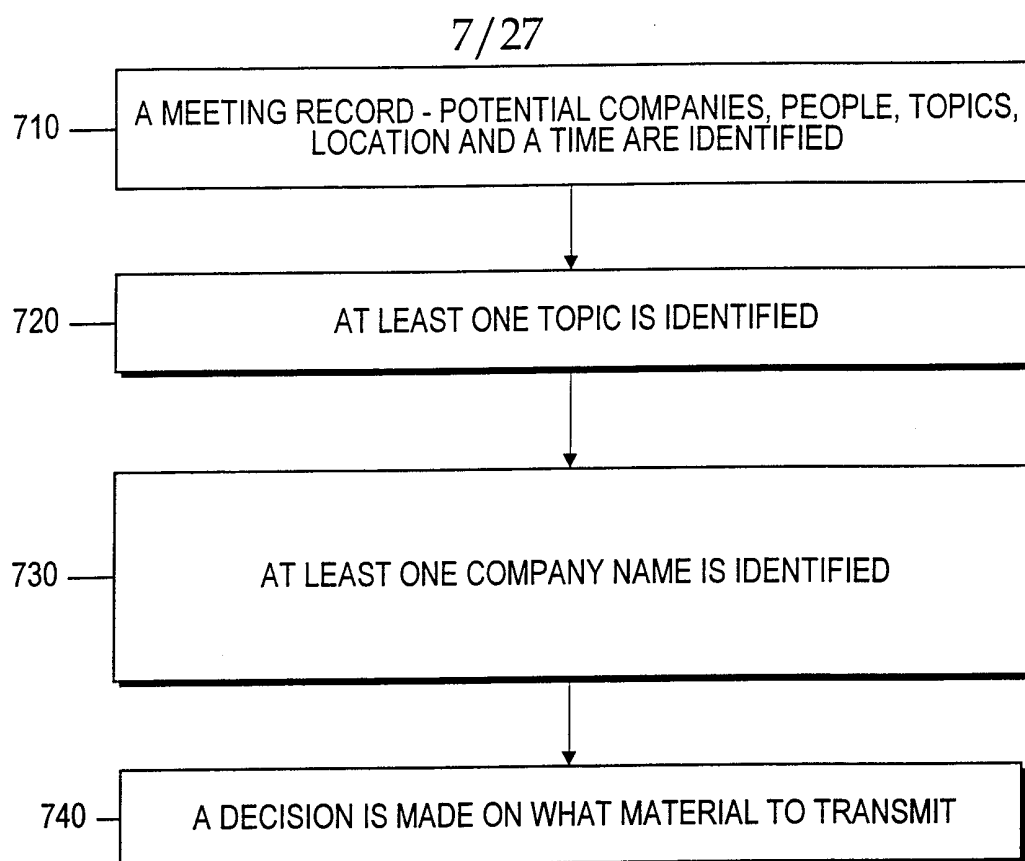 7/27
710
A MEETING RECORD - POTENTIAL COMPANIES, PEOPLE, TOPICS,
LOCATION AND A TIME ARE IDENTIFIED
720
AT LEAST ONE TOPIC IS IDENTIFIED
730
AT LEAST ONE COMPANY NAME IS IDENTIFIED
740
A DECISION IS MADE ON WHAT MATERIAL TO TRANSMIT